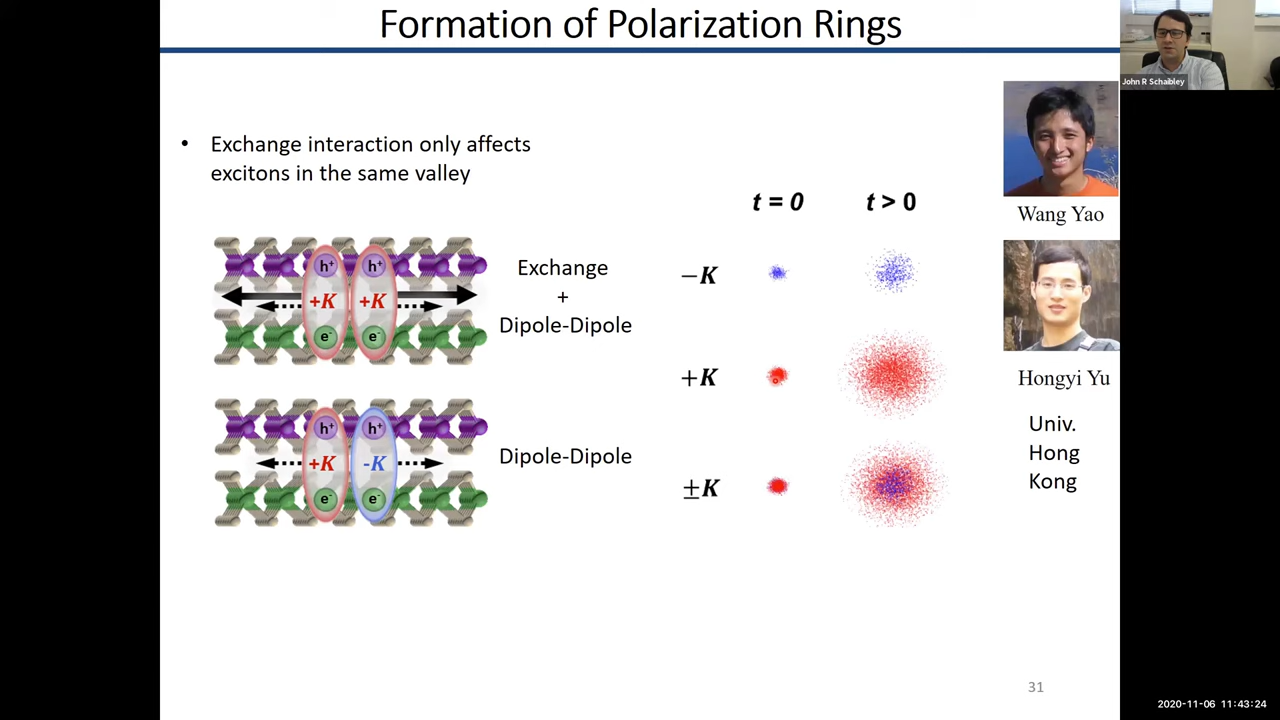 Formation of Polarization Rings
John R Schaibley
• Exchange interaction only affects
excitons in the same valley
Wang Yao
t = 0 t > 0
h⁺ h⁺
+K +K
e⁻ e⁻
Exchange
+
Dipole-Dipole
−K
+K
Hongyi Yu
h⁺ h⁺
+K -K
e⁻ e⁻
Dipole-Dipole
±K
Univ.
Hong
Kong
31
2020-11-06 11:43:24